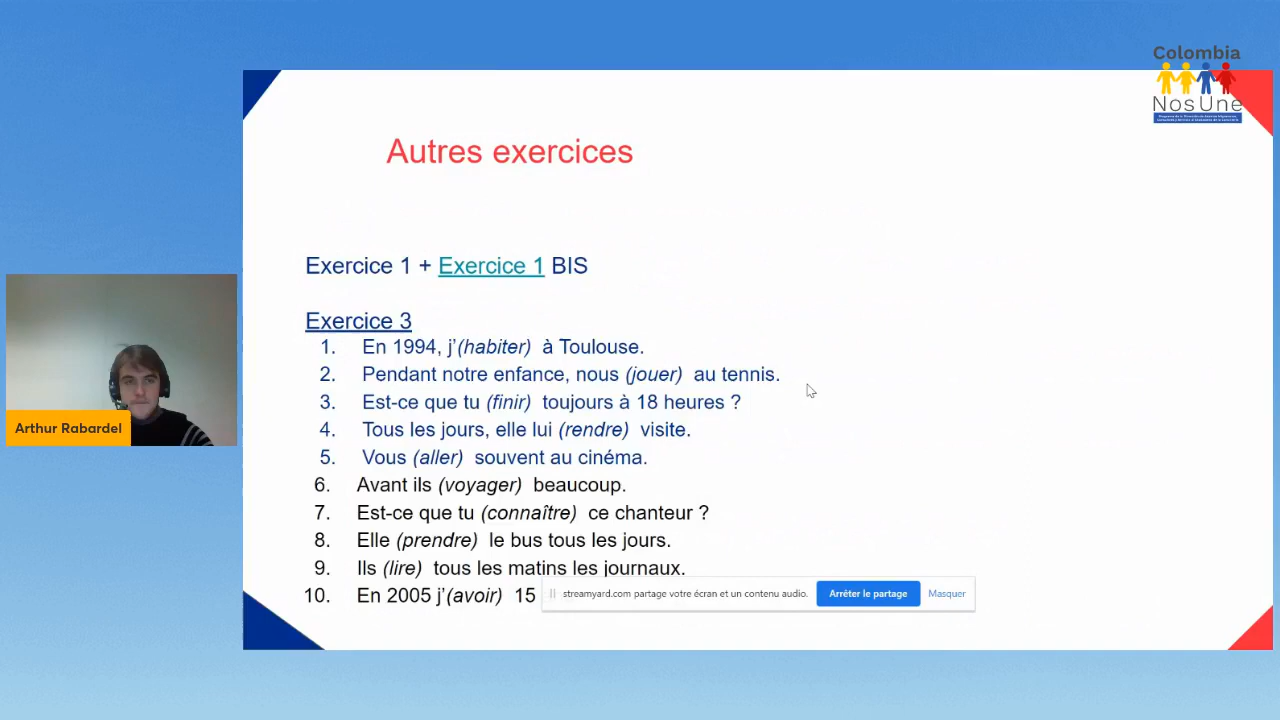 Colombia
NosUne
Autres exercices
Exercice 1 + Exercice 1 BIS
Exercice 3
1. En 1994, j'(habiter) à Toulouse.
2. Pendant notre enfance, nous (jouer) au tennis.
3. Est-ce que tu (finir) toujours à 18 heures ?
4. Tous les jours, elle lui (rendre) visite.
5. Vous (aller) souvent au cinéma.
6. Avant ils (voyager) beaucoup.
7. Est-ce que tu (connaître) ce chanteur ?
8. Elle (prendre) le bus tous les jours.
9. Ils (lire) tous les matins les journaux.
10. En 2005 j'(avoir) 15
streamyard.com partage votre écran et un contenu audio. Arrêter le partage Masquer
Arthur Rabardel